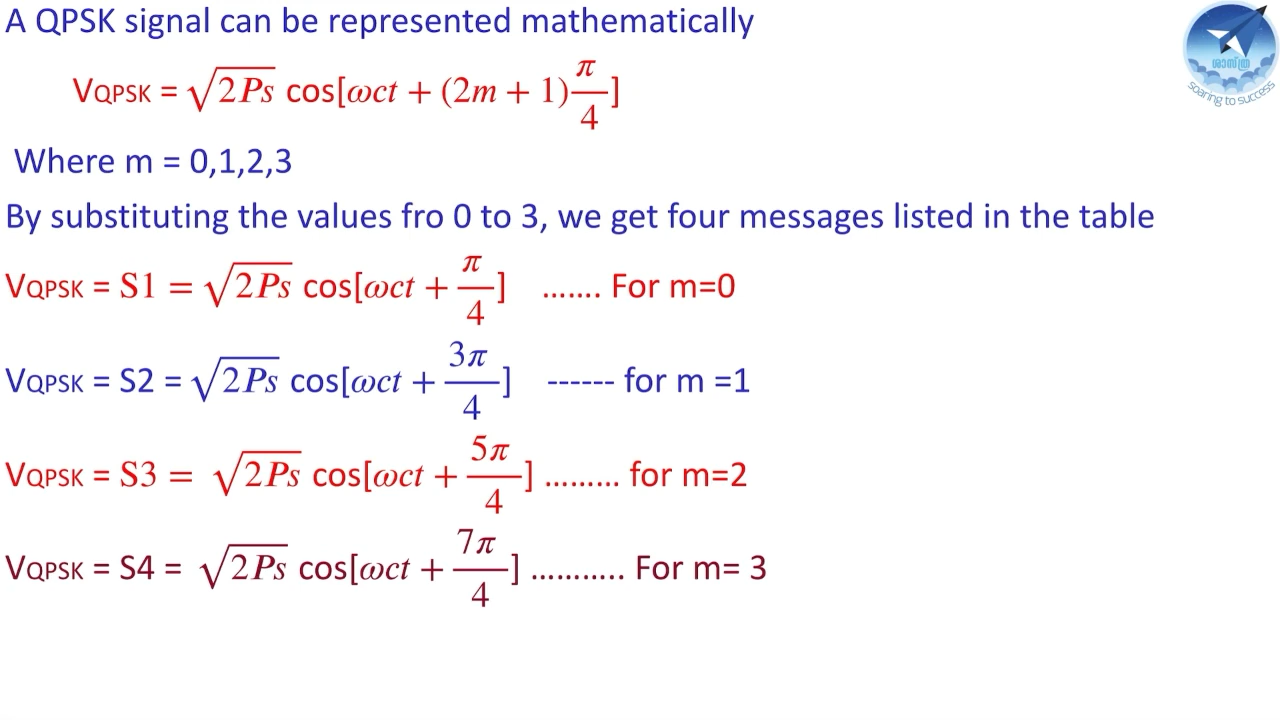 A QPSK signal can be represented mathematically
VQPSK = √2Ps cos[ωct + (2m + 1)π/4]
Where m = 0,1,2,3
By substituting the values fro 0 to 3, we get four messages listed in the table
VQPSK = S1 = √2Ps cos[ωct + π/4] ....... For m=0
VQPSK = S2 = √2Ps cos[ωct + 3π/4] ------ for m =1
VQPSK = S3 = √2Ps cos[ωct + 5π/4] ......... for m=2
VQPSK = S4 = √2Ps cos[ωct + 7π/4] ........... For m= 3
ശാസ്ത്ര
soaring to success